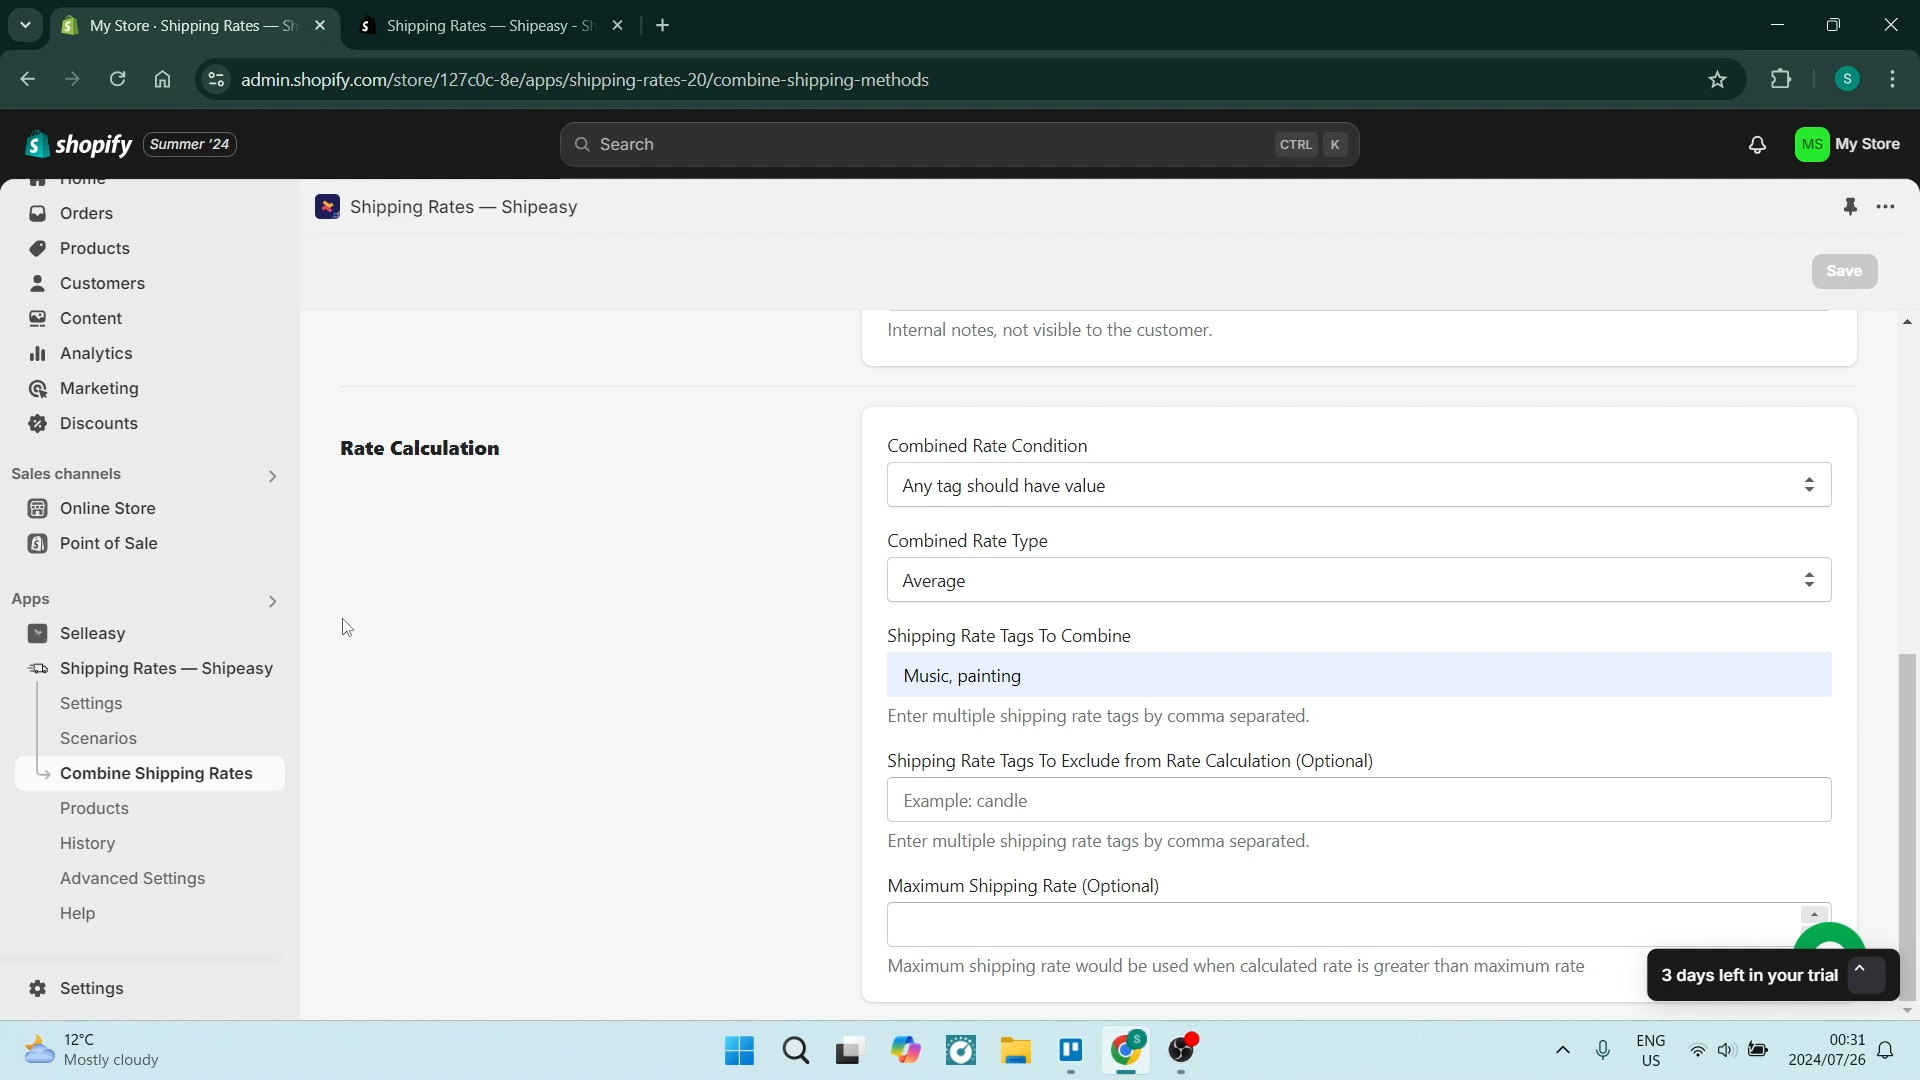 My Store · Shipping Rates — Sh
Shipping Rates — Shipeasy - Sh
admin.shopify.com/store/127c0c-8e/apps/shipping-rates-20/combine-shipping-methods
S
shopify
Summer '24
Search
CTRL
K
MS
My Store
Home
Orders
Products
Customers
Content
Analytics
Marketing
Discounts
Sales channels
Online Store
Point of Sale
Apps
Selleasy
Shipping Rates — Shipeasy
Settings
Scenarios
Combine Shipping Rates
Products
History
Advanced Settings
Help
Settings
Shipping Rates — Shipeasy
Save
Internal notes, not visible to the customer.
Rate Calculation
Combined Rate Condition
Any tag should have value
Combined Rate Type
Average
Shipping Rate Tags To Combine
Music, painting
Enter multiple shipping rate tags by comma separated.
Shipping Rate Tags To Exclude from Rate Calculation (Optional)
Example: candle
Enter multiple shipping rate tags by comma separated.
Maximum Shipping Rate (Optional)
Maximum shipping rate would be used when calculated rate is greater than maximum rate
3 days left in your trial
12°C
Mostly cloudy
S
ENG
US
00:31
2024/07/26